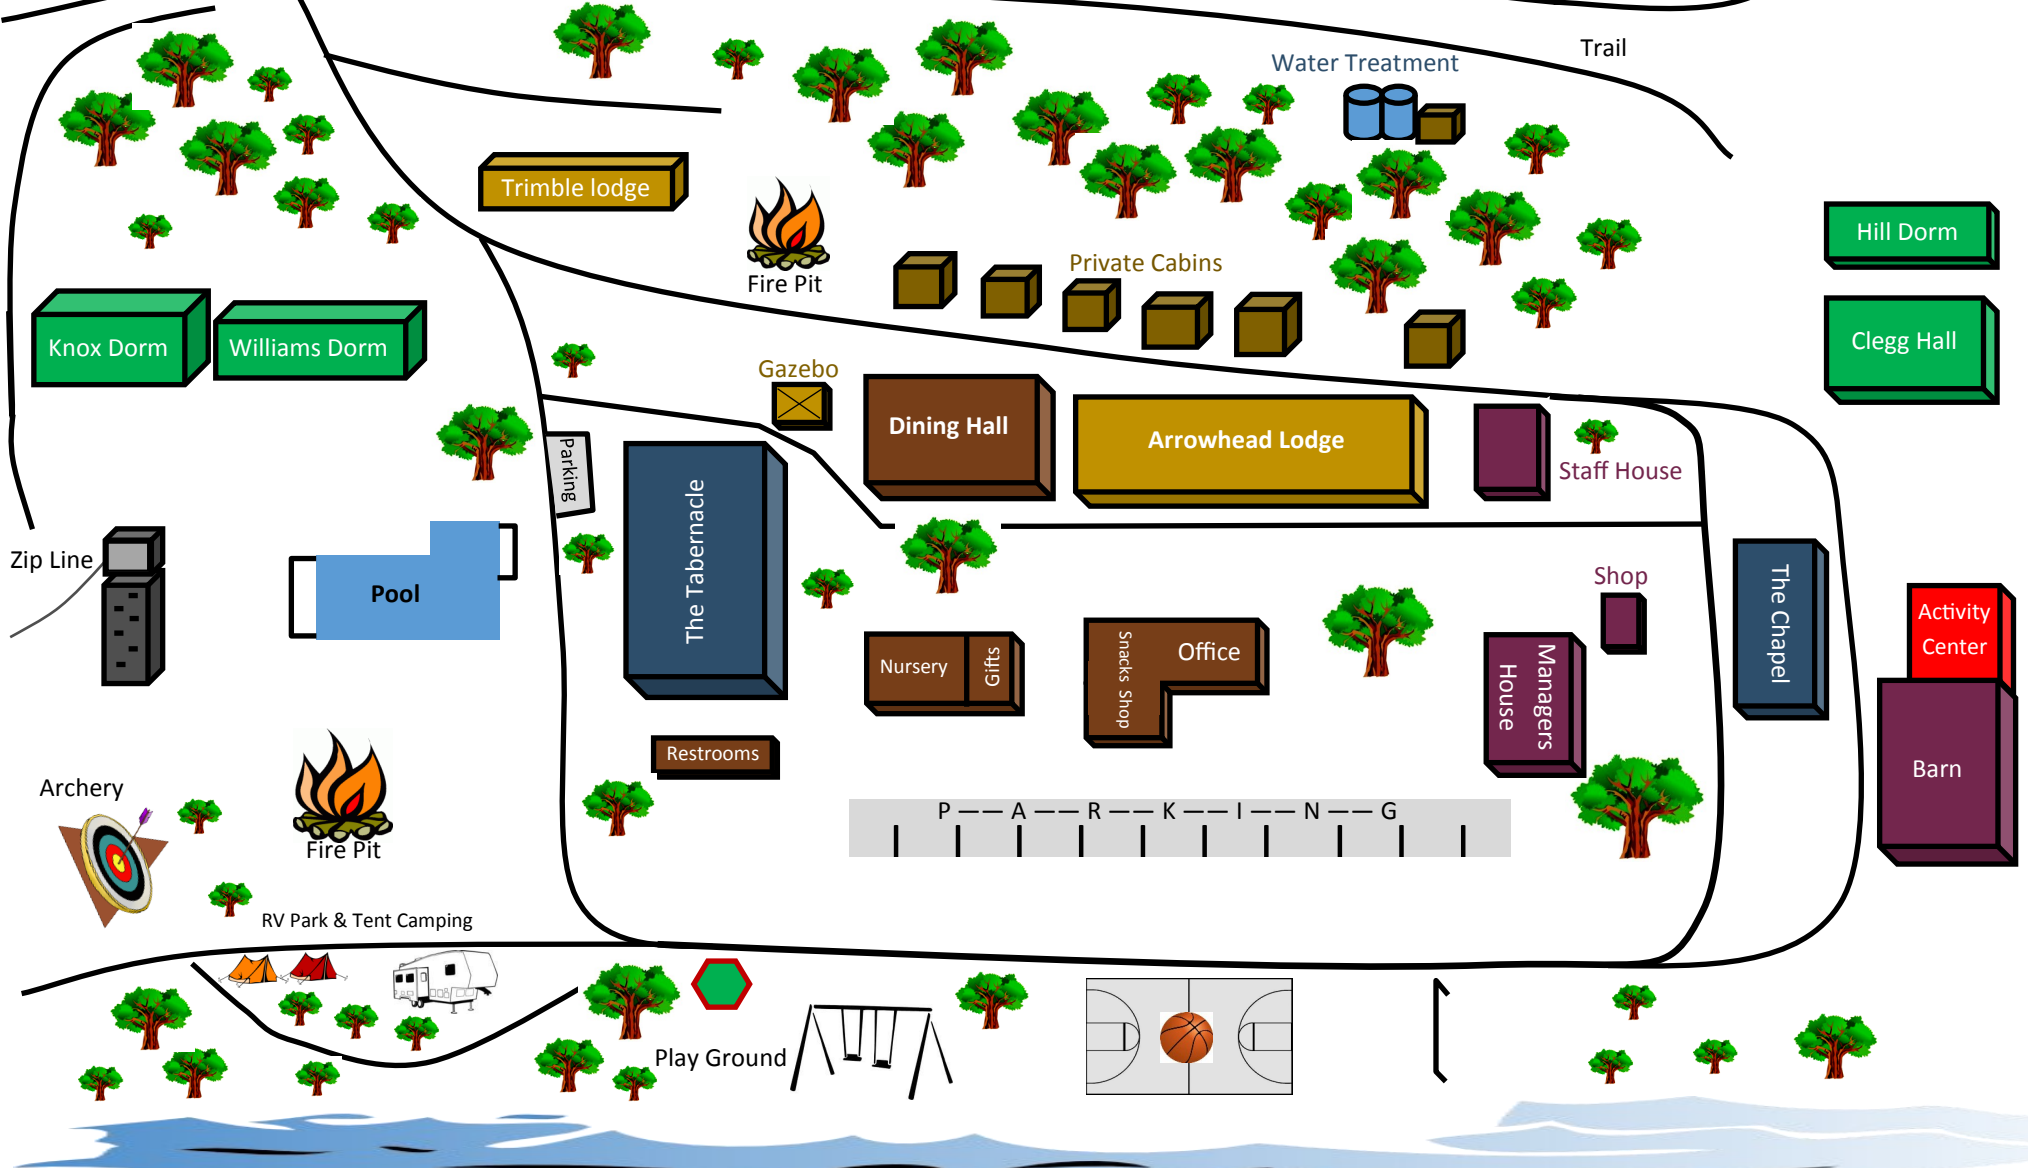 Trail
Water Treatment
Trimble lodge
Fire Pit
Private Cabins
Hill Dorm
Clegg Hall
Knox Dorm
Williams Dorm
Gazebo
Dining Hall
Arrowhead Lodge
Staff House
Parking
The Tabernacle
Zip Line
Pool
Shop
The Chapel
Activity
Center
Nursery
Gifts
Snacks Shop
Office
Managers
House
Restrooms
Barn
Archery
Fire Pit
P —— A —— R —— K —— I —— N —— G
RV Park & Tent Camping
Play Ground